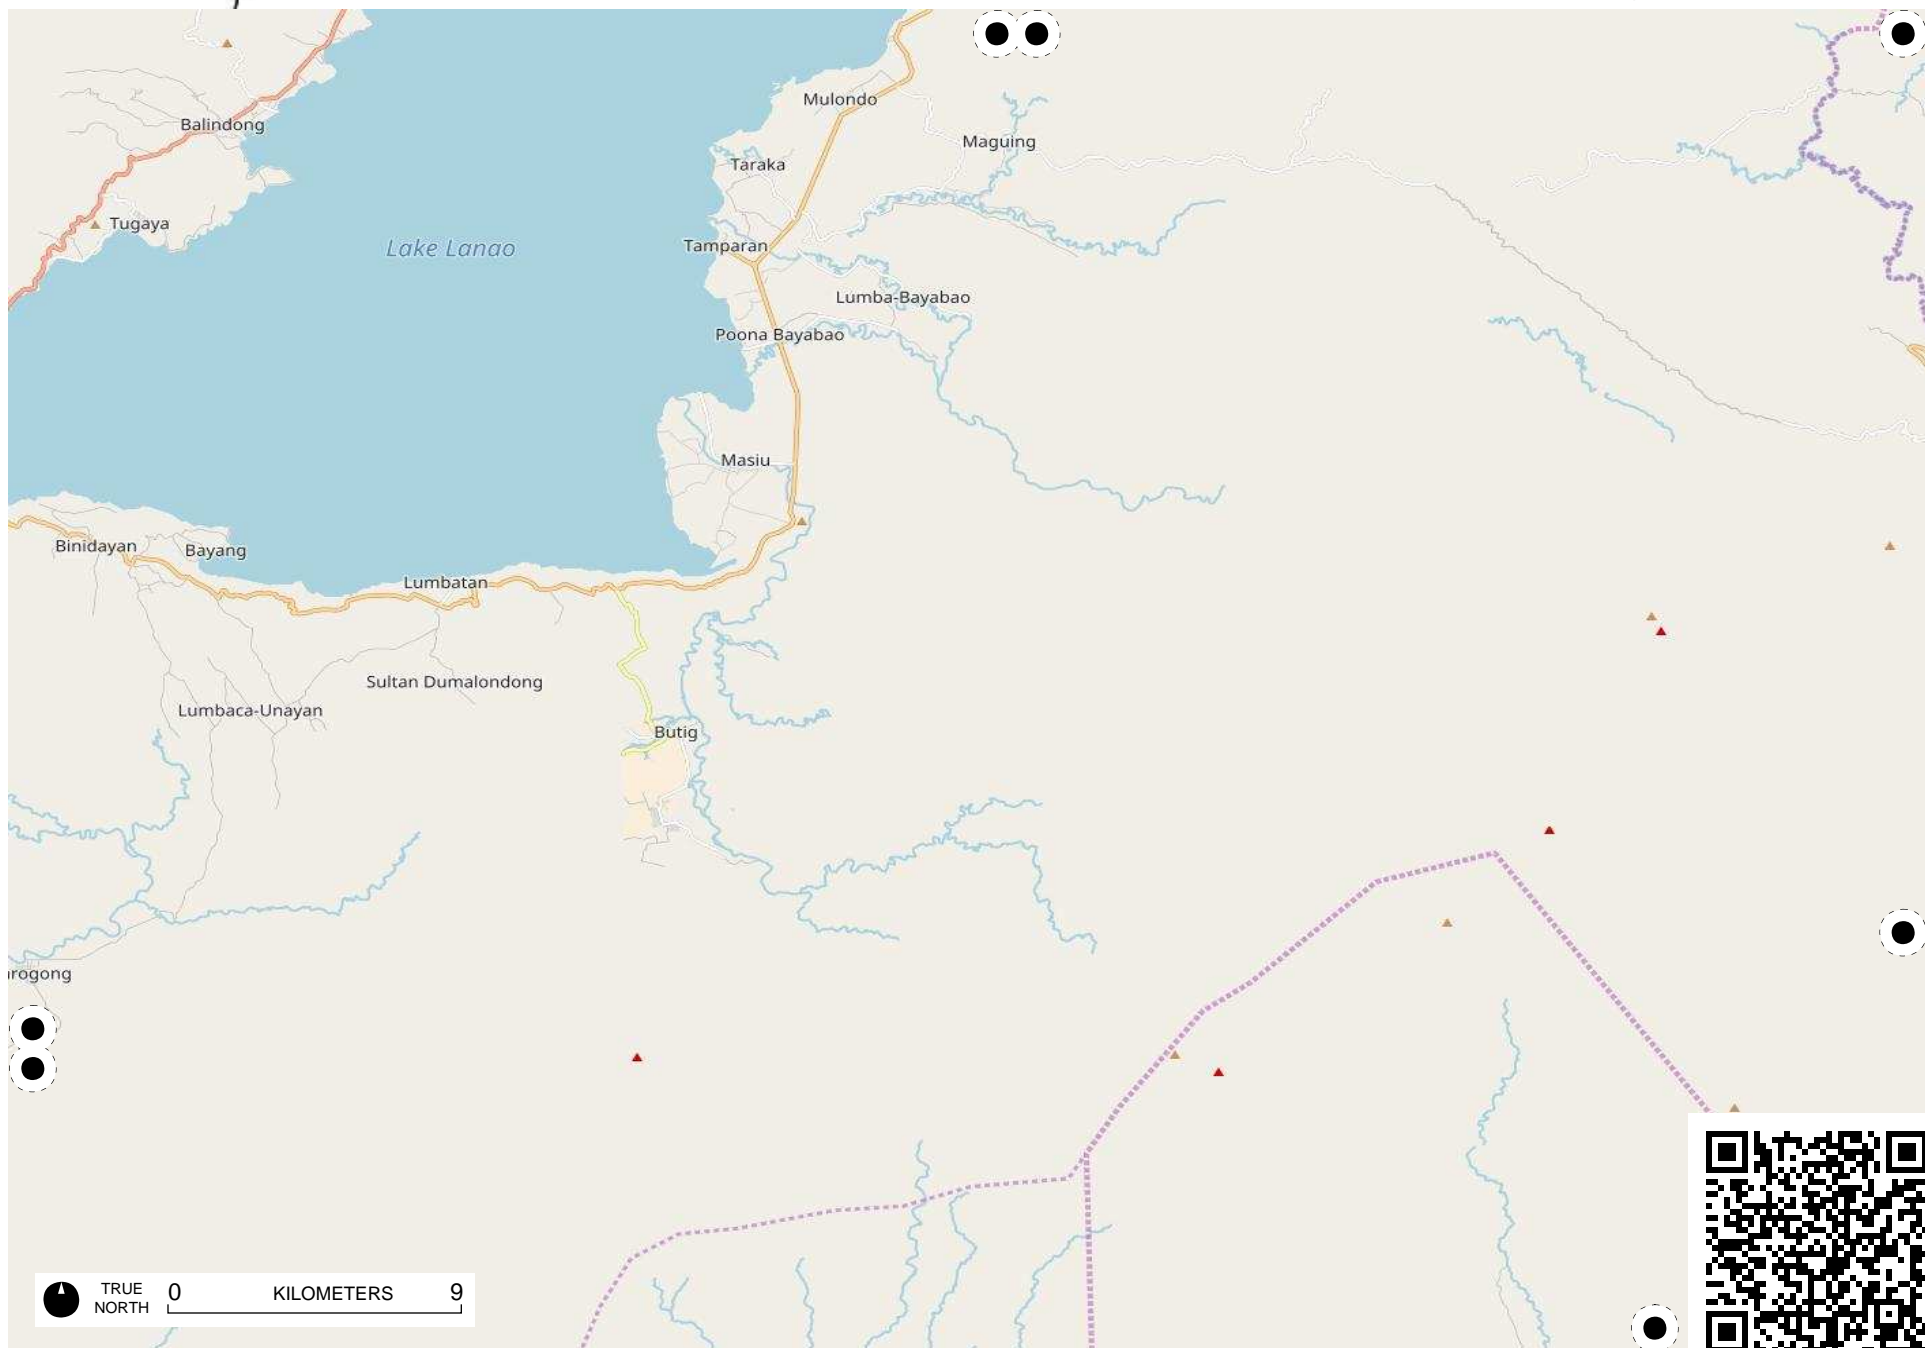 Mulondo
Balindong
Maguing
Taraka
Tugaya
Tamparan
Lake Lanao
Lumba-Bayabao
Poona Bayabao
Masiu
Binidayan
Bayang
Lumbatan
Sultan Dumalondong
Lumbaca-Unayan
Butig
rogong
TRUE
NORTH
0 KILOMETERS 9